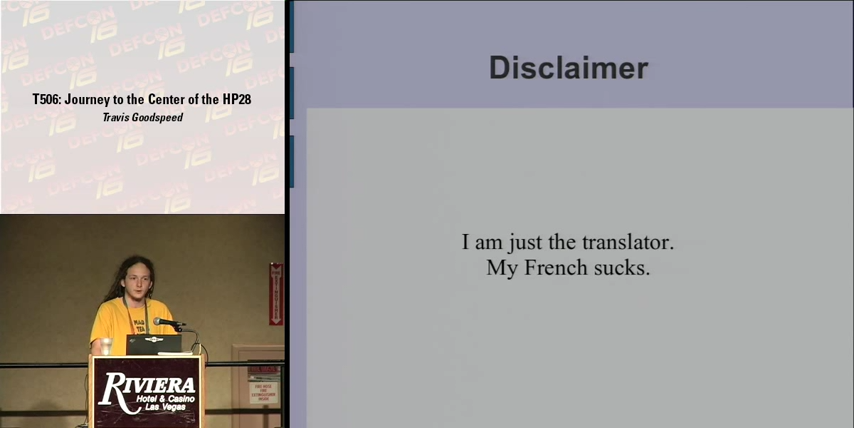 DEFCON 16
T506: Journey to the Center of the HP28
Travis Goodspeed
Disclaimer
I am just the translator.
My French sucks.
RIVIERA
Hotel & Casino
Las Vegas